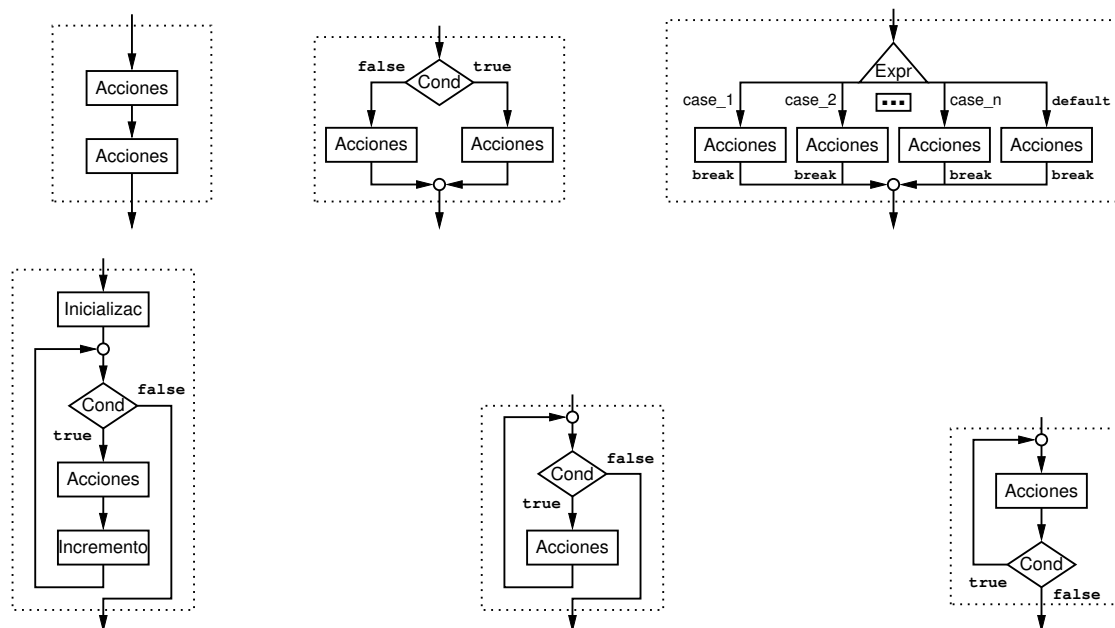 Acciones
Acciones
false
true
Cond
Acciones
Acciones
Expr
case_1
case_2
case_n
default
Acciones
Acciones
Acciones
Acciones
break
break
break
break
Inicializac
false
Cond
true
Acciones
Incremento
false
Cond
true
Acciones
Acciones
Cond
true
false